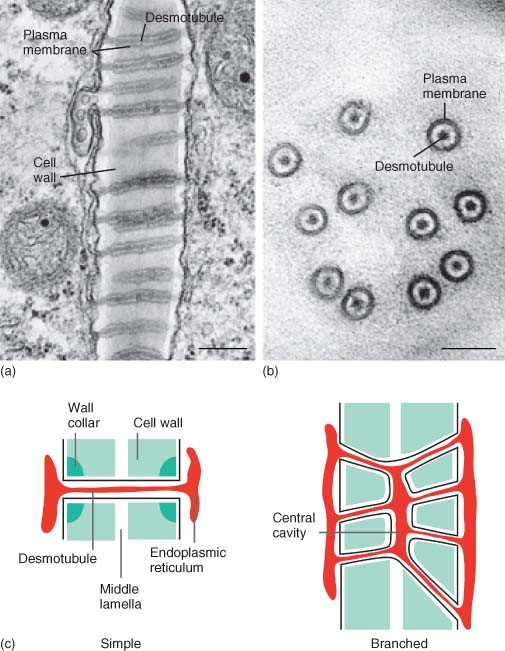 Desmotubule
Plasma
membrane
Cell
wall
(a)
Plasma
membrane
Desmotubule
(b)
Wall
collar
Cell wall
Desmotubule
Endoplasmic
reticulum
Middle
lamella
Central
cavity
(c)
Simple
Branched